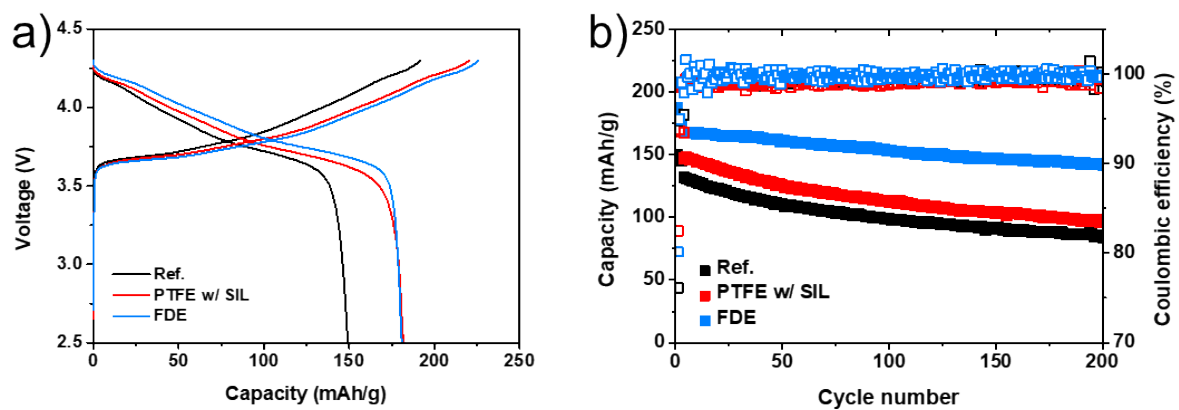 a)
4.5
4.0
3.5
3.0
2.5
Voltage (V)
Ref.
PTFE w/ SIL
FDE
0
50
100
150
200
250
Capacity (mAh/g)
b)
250
200
150
100
50
0
Capacity (mAh/g)
Ref.
PTFE w/ SIL
FDE
100
90
80
70
Coulombic efficiency (%)
0
50
100
150
200
Cycle number